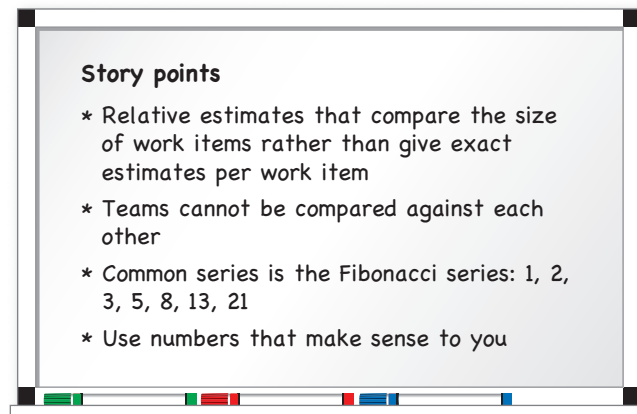 Story points
* Relative estimates that compare the size
of work items rather than give exact
estimates per work item
* Teams cannot be compared against each
other
* Common series is the Fibonacci series: 1, 2,
3, 5, 8, 13, 21
* Use numbers that make sense to you